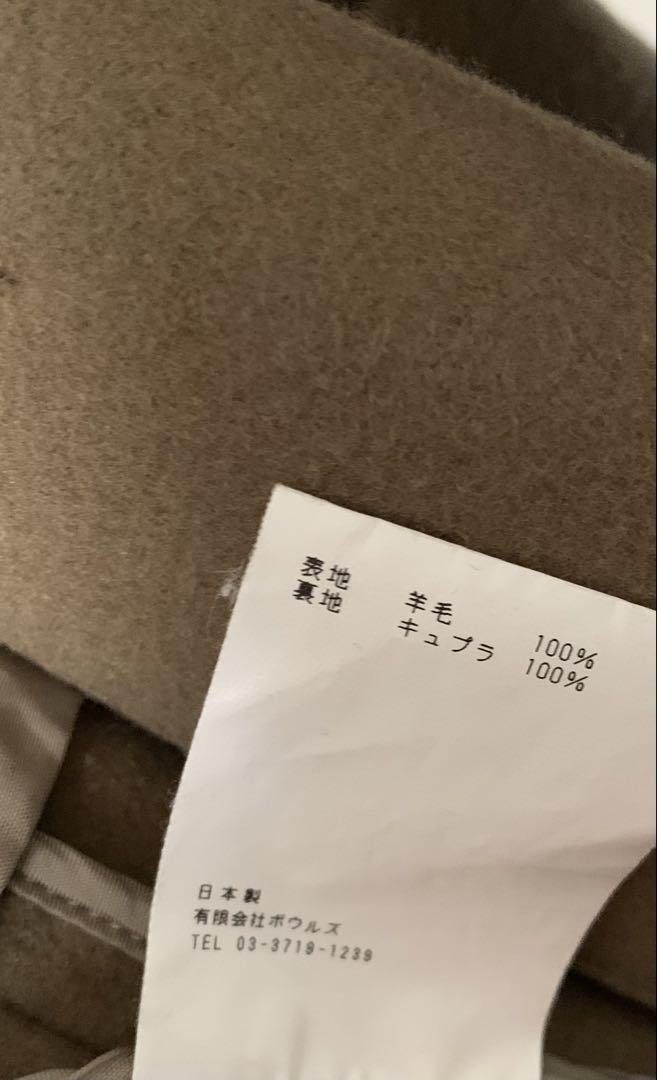 表地 羊毛 100%
裏地 キュプラ 100%
日本製
有限会社ボウルズ
TEL 03-3719-1239